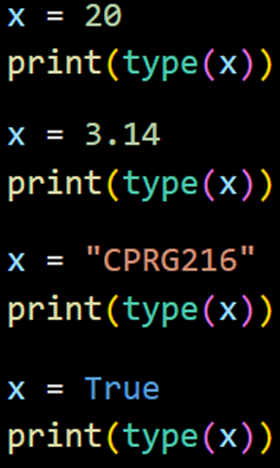 x = 20
print(type(x))
x = 3.14
print(type(x))
x = "CPRG216"
print(type(x))
x = True
print(type(x))